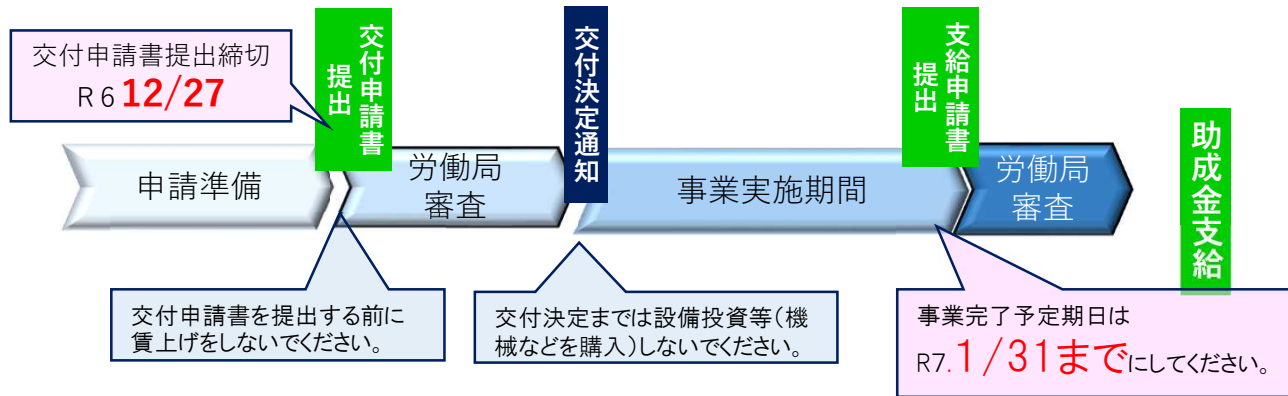 交付申請書提出締切
R6 12/27
交付申請書
提出
交付決定通知
支給申請書
提出
助成金支給
申請準備
労働局
審査
事業実施期間
労働局
審査
交付申請書を提出する前に
賃上げをしないでください。
交付決定までは設備投資等(機
械などを購入)しないでください。
事業完了予定期日は
R7.1/31までにしてください。